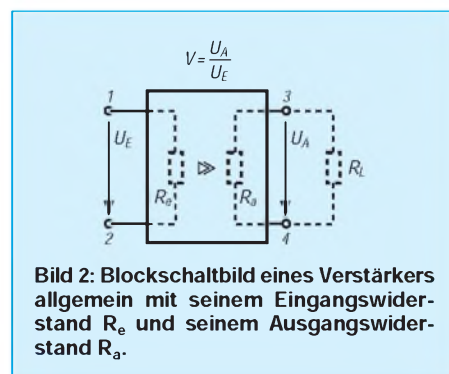 V = U_A / U_E
1 3
U_E R_e R_a U_A R_L
2 4
Bild 2: Blockschaltbild eines Verstärkers
allgemein mit seinem Eingangswider-
stand R_e und seinem Ausgangswider-
stand R_a.